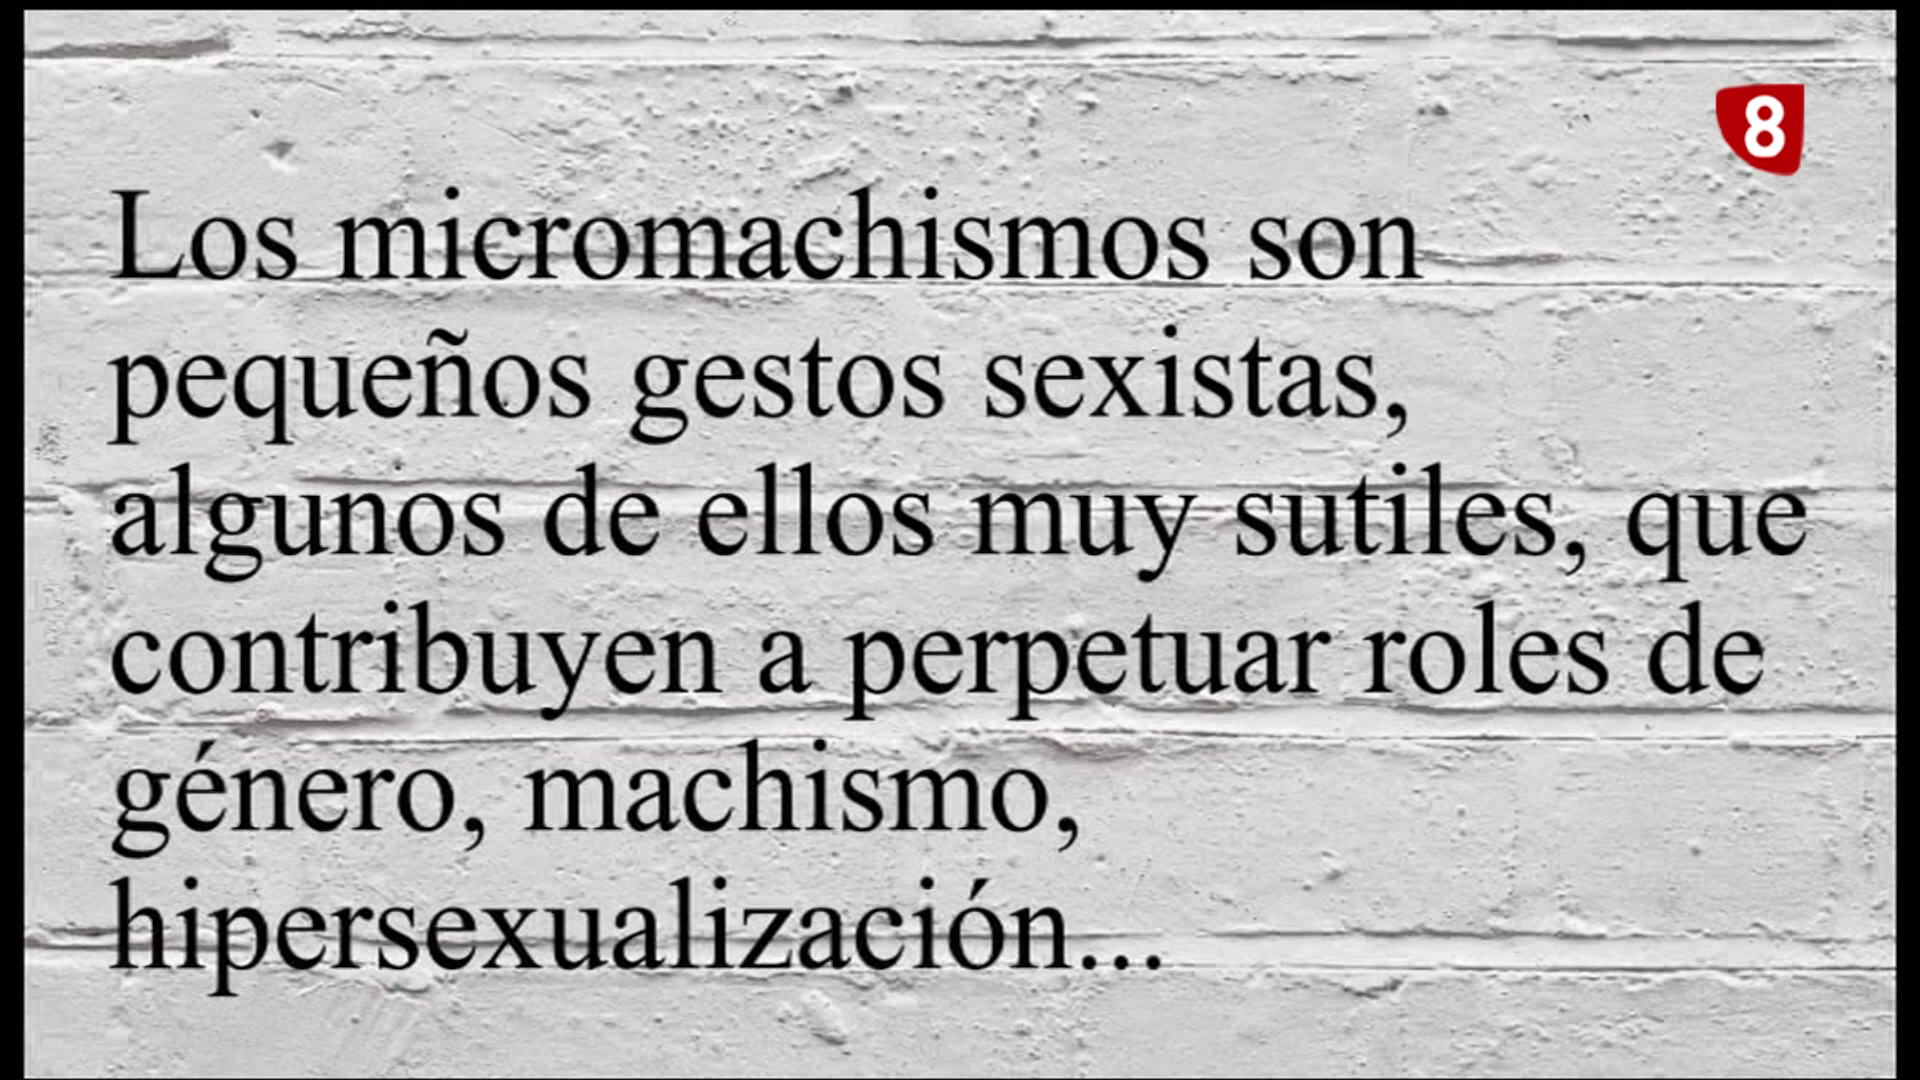 8
Los micromachismos son
pequeños gestos sexistas,
algunos de ellos muy sutiles, que
contribuyen a perpetuar roles de
género, machismo,
hipersexualización...